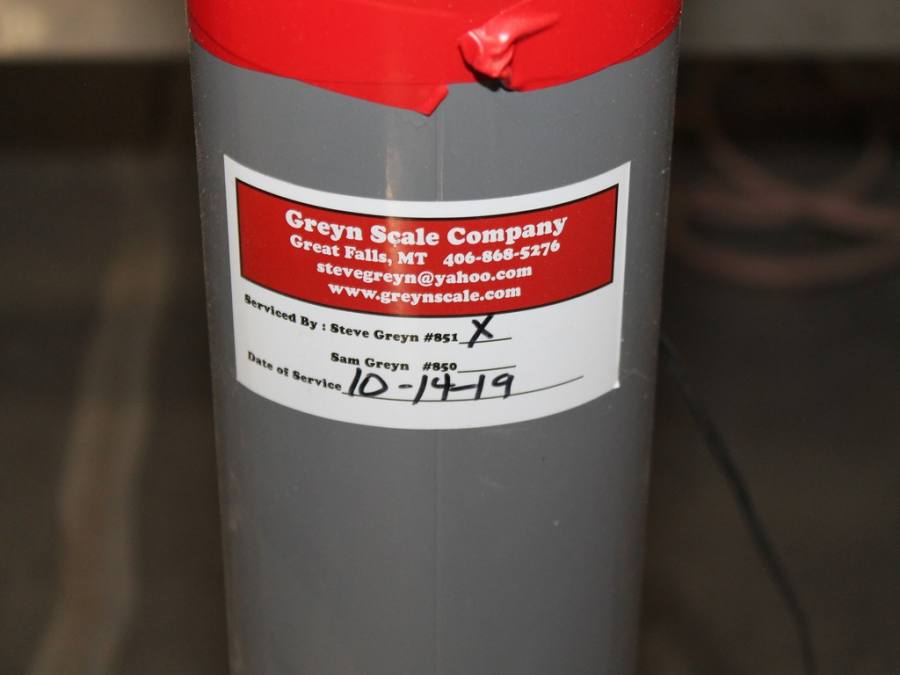 Greyn Scale Company
Great Falls, MT 406-868-5276
stevegreyn@yahoo.com
www.greynscale.com
Serviced By : Steve Greyn #851 X
Sam Greyn #850
Date of Service 10-14-19